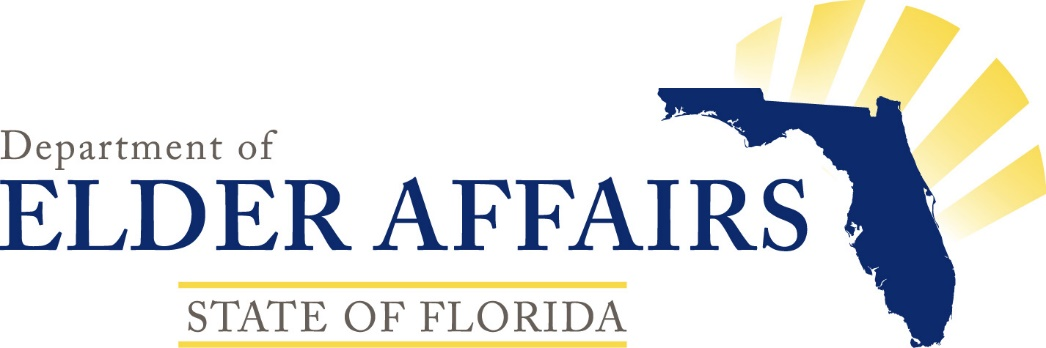 Department of
ELDER AFFAIRS
STATE OF FLORIDA